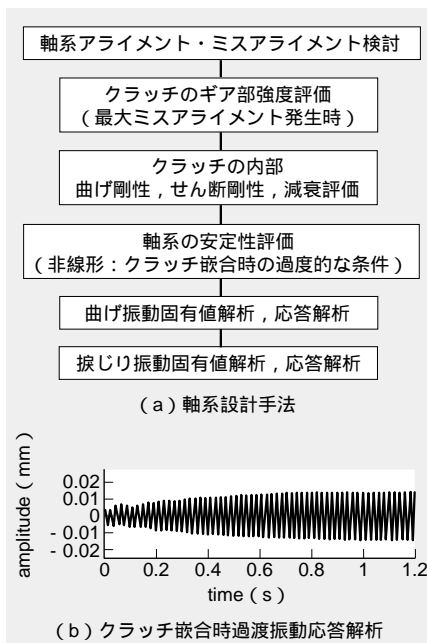 軸系アライメント・ミスアライメント検討
クラッチのギア部強度評価
（最大ミスアライメント発生時）
クラッチの内部
曲げ剛性，せん断剛性，減衰評価
軸系の安定性評価
（非線形：クラッチ嵌合時の過度的な条件）
曲げ振動固有値解析，応答解析
捩じり振動固有値解析，応答解析
（a）軸系設計手法
amplitude（mm）
0.02
0.01
0
- 0.01
- 0.02
0 0.2 0.4 0.6 0.8 1.0 1.2
time（s）
（b）クラッチ嵌合時過渡振動応答解析